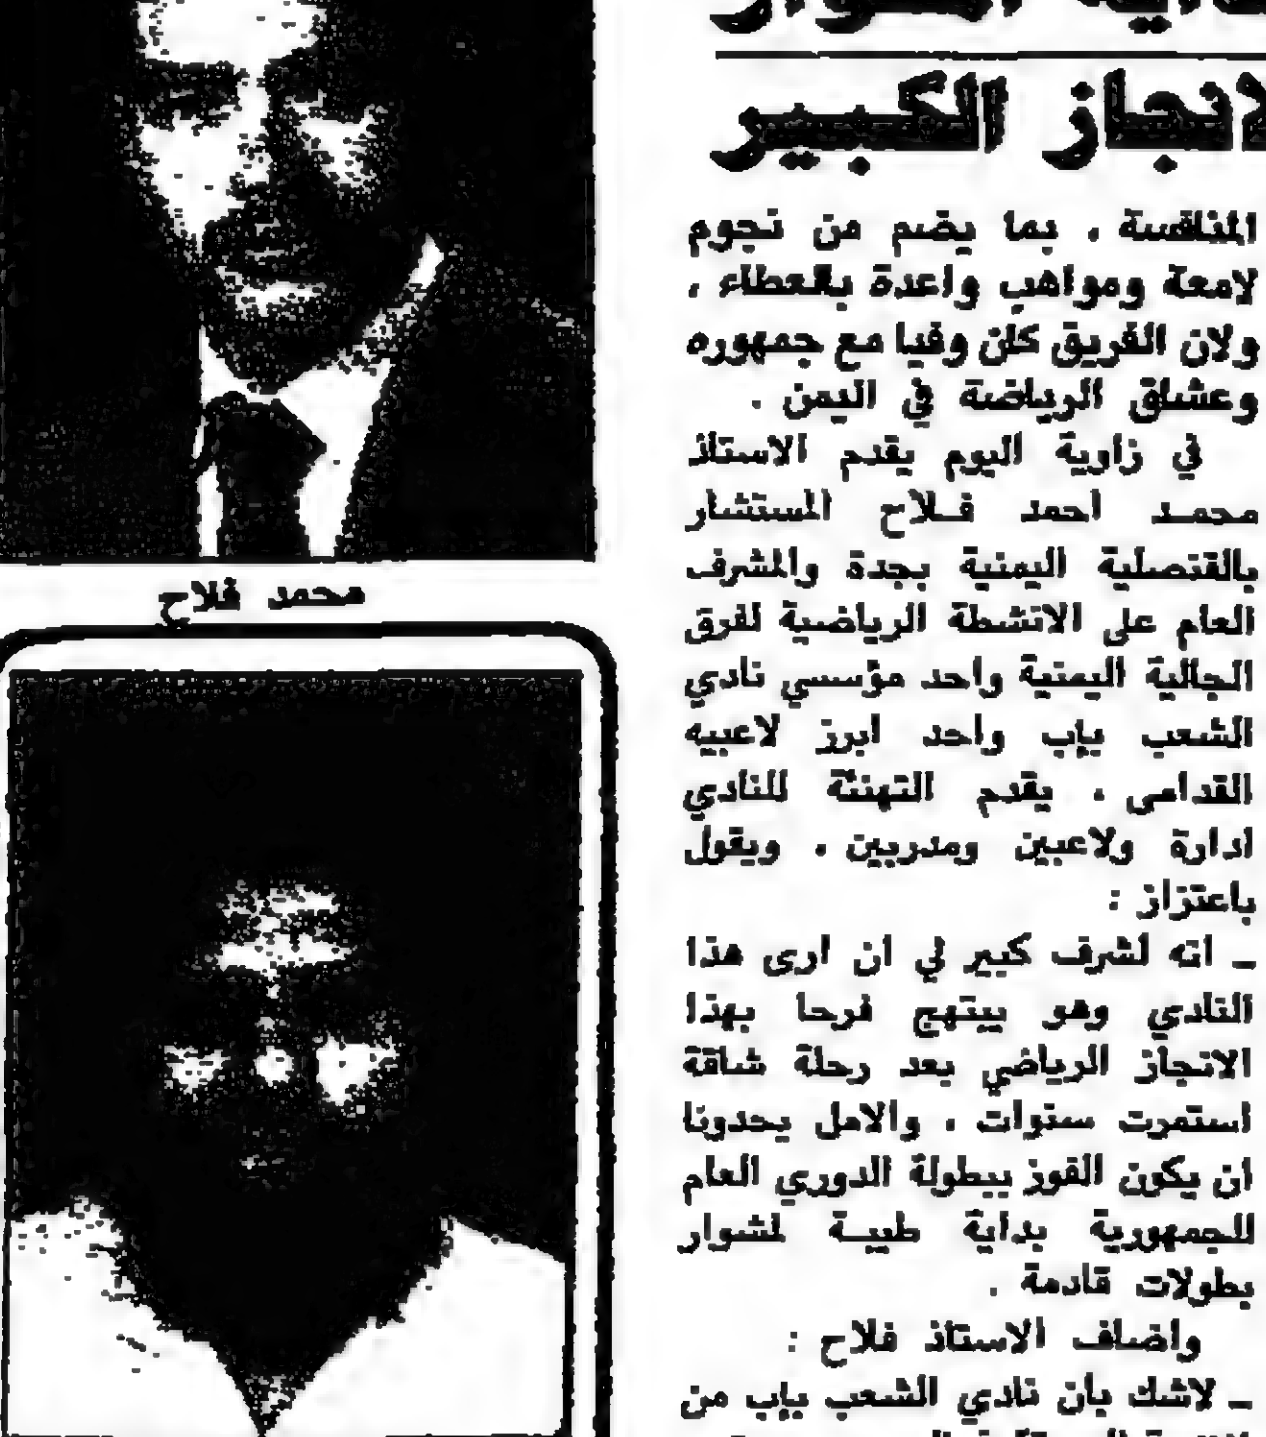 الانجاز الكبير
المنافسة ، بما يضم من نجوم
لامعة ومواهب واعدة بالعطاء ،
ولان الفريق كان وفيا مع جمهوره
وعشاق الرياضة في اليمن .
في زاوية اليوم يقدم الاستاذ
محمد احمد فلاح المستشار
بالقنصلية اليمنية بجدة والمشرف
العام على الانشطة الرياضية لفرق
الجالية اليمنية واحد مؤسسي نادي
الشعب بإب واحد ابرز لاعبيه
القدامى ، يقدم التهنئة للنادي
ادارة ولاعبين ومدربين ، ويقول
باعتزاز :
ـ انه لشرف كبير لي ان ارى هذا
النادي وهو يبتهج فرحا بهذا
الانجاز الرياضي بعد رحلة شاقة
استمرت سنوات ، والامل يحدونا
ان يكون الفوز ببطولة الدوري العام
للجمهورية بداية طيبة لمشوار
بطولات قادمة .
واضاف الاستاذ فلاح :
ـ لاشك بان نادي الشعب بإب من
محمد فلاح